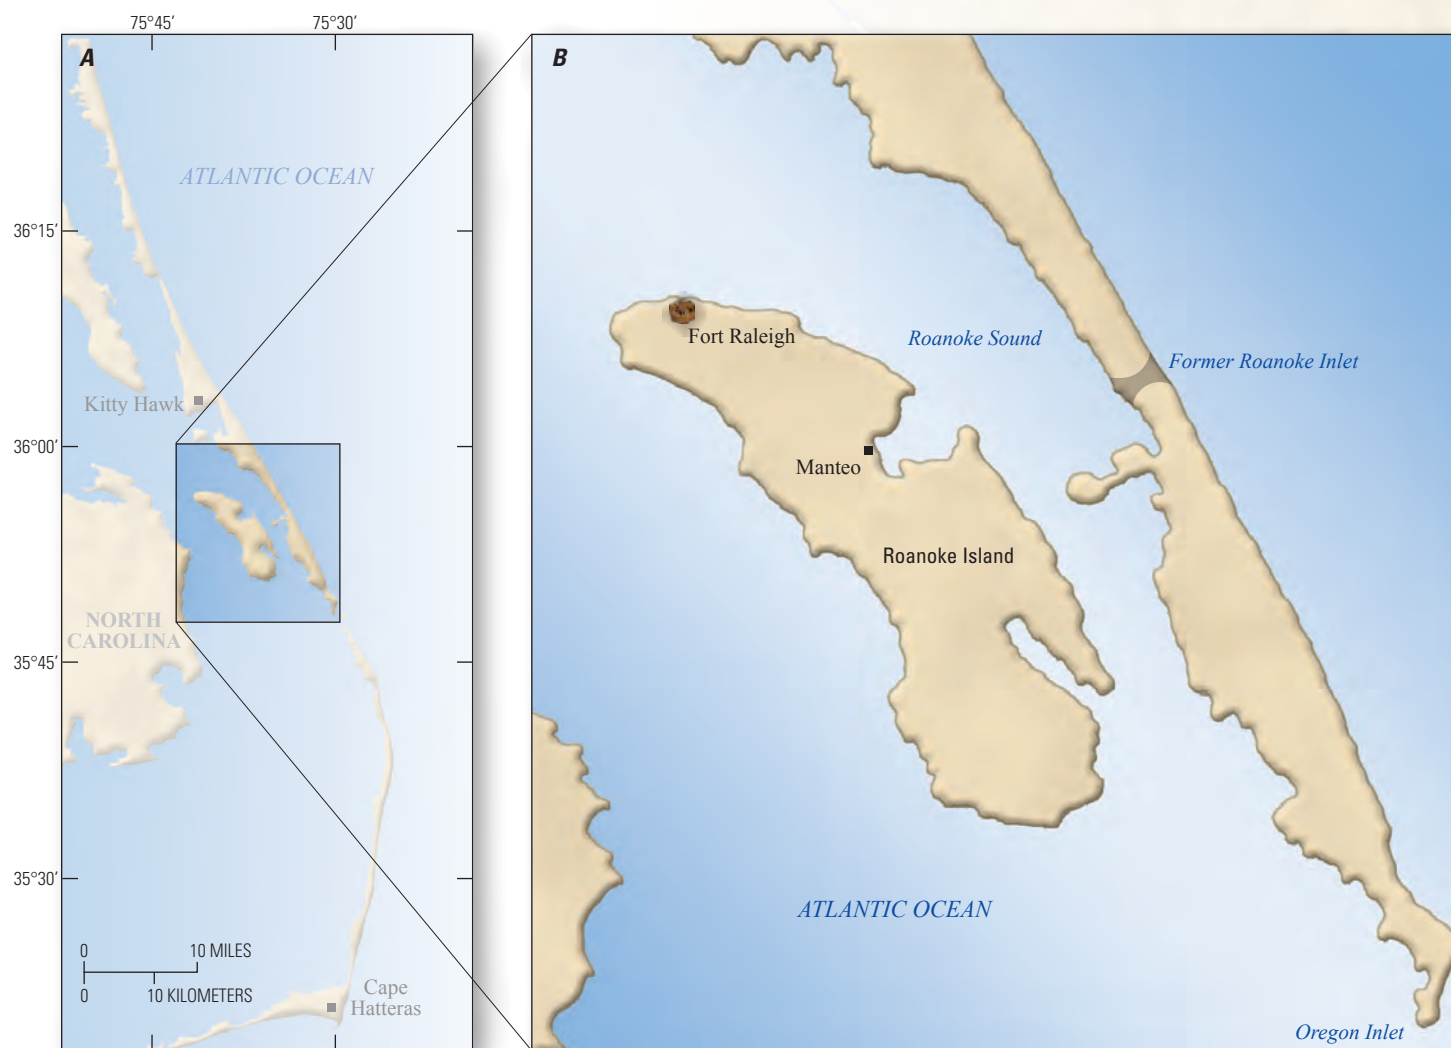 75°45′
75°30′
A
ATLANTIC OCEAN
36°15′
Kitty Hawk
36°00′
NORTH
CAROLINA
35°45′
35°30′
0
10 MILES
0
10 KILOMETERS
Cape
Hatteras
B
Fort Raleigh
Roanoke Sound
Former Roanoke Inlet
Manteo
Roanoke Island
ATLANTIC OCEAN
Oregon Inlet